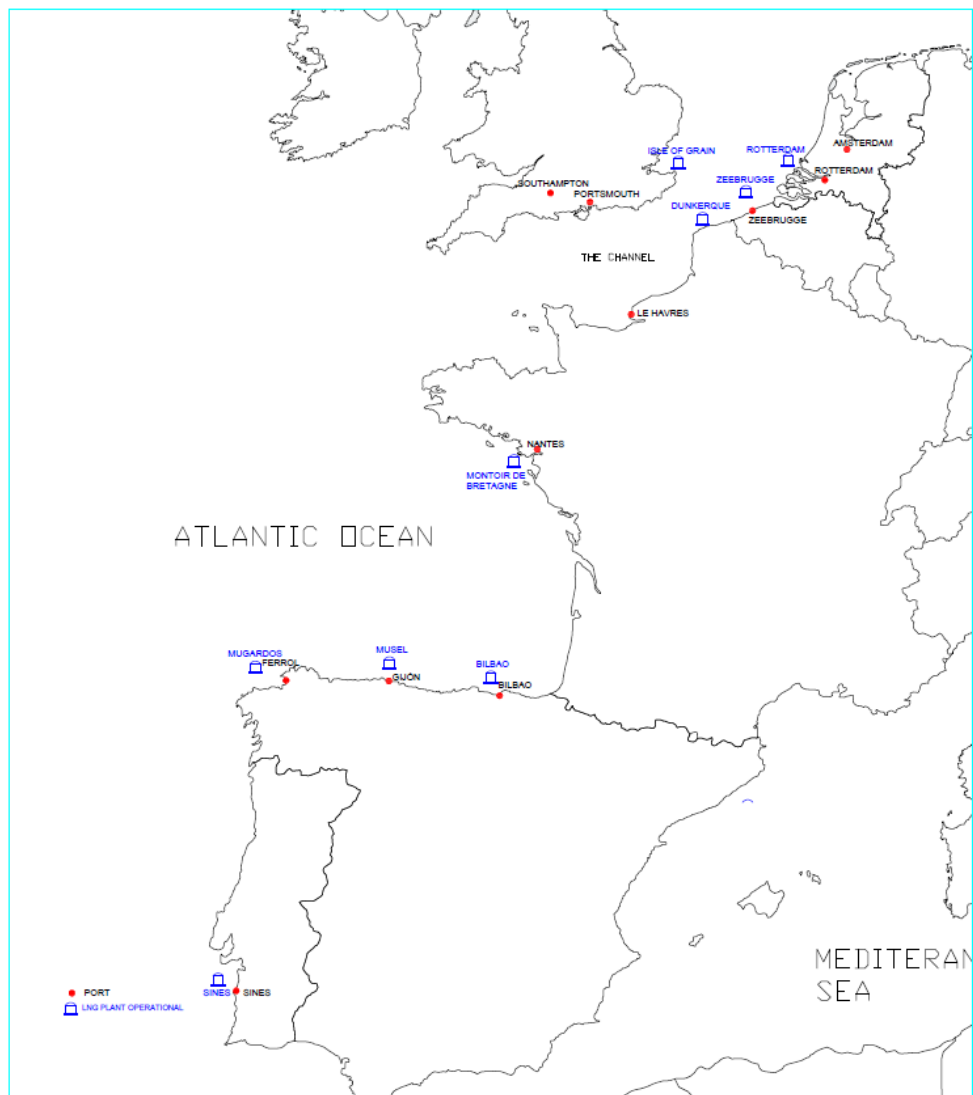 AMSTERDAM
ISLE OF GRAIN
ROTTERDAM
ROTTERDAM
SOUTHAMPTON
ZEEBRUGGE
PORTSMOUTH
DUNKERQUE
ZEEBRUGGE
THE CHANNEL
LE HAVRES
NANTES
MONTOIR DE
BRETAGNE
ATLANTIC OCEAN
MUGARDOS
MUSEL
BILBAO
FERROL
GIJÓN
BILBAO
MEDITERAN
SEA
SINES
SINES
PORT
LNG PLANT OPERATIONAL